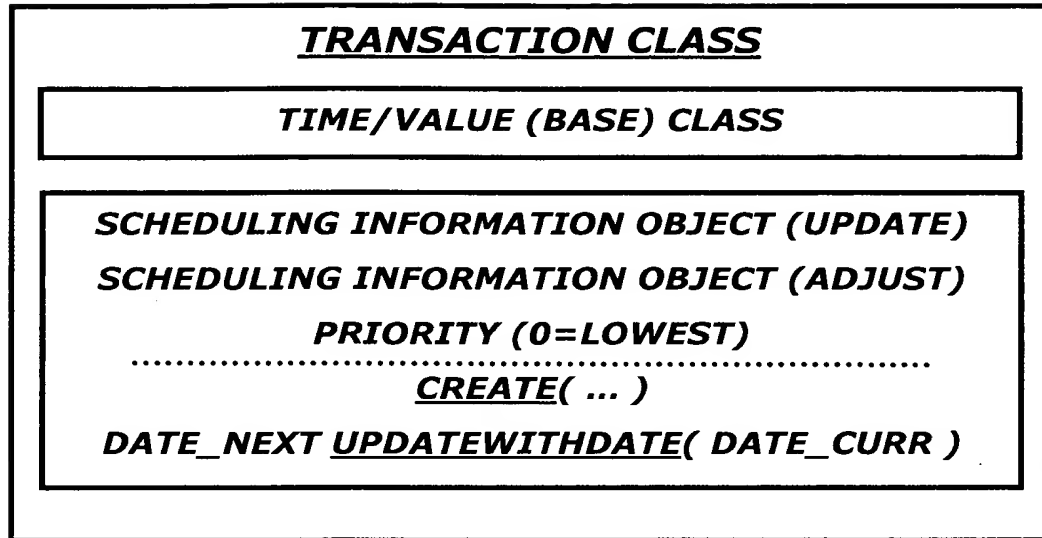 TRANSACTION CLASS
TIME/VALUE (BASE) CLASS
SCHEDULING INFORMATION OBJECT (UPDATE)
SCHEDULING INFORMATION OBJECT (ADJUST)
PRIORITY (0=LOWEST)
CREATE( ... )
DATE_NEXT UPDATEWITHDATE( DATE_CURR )